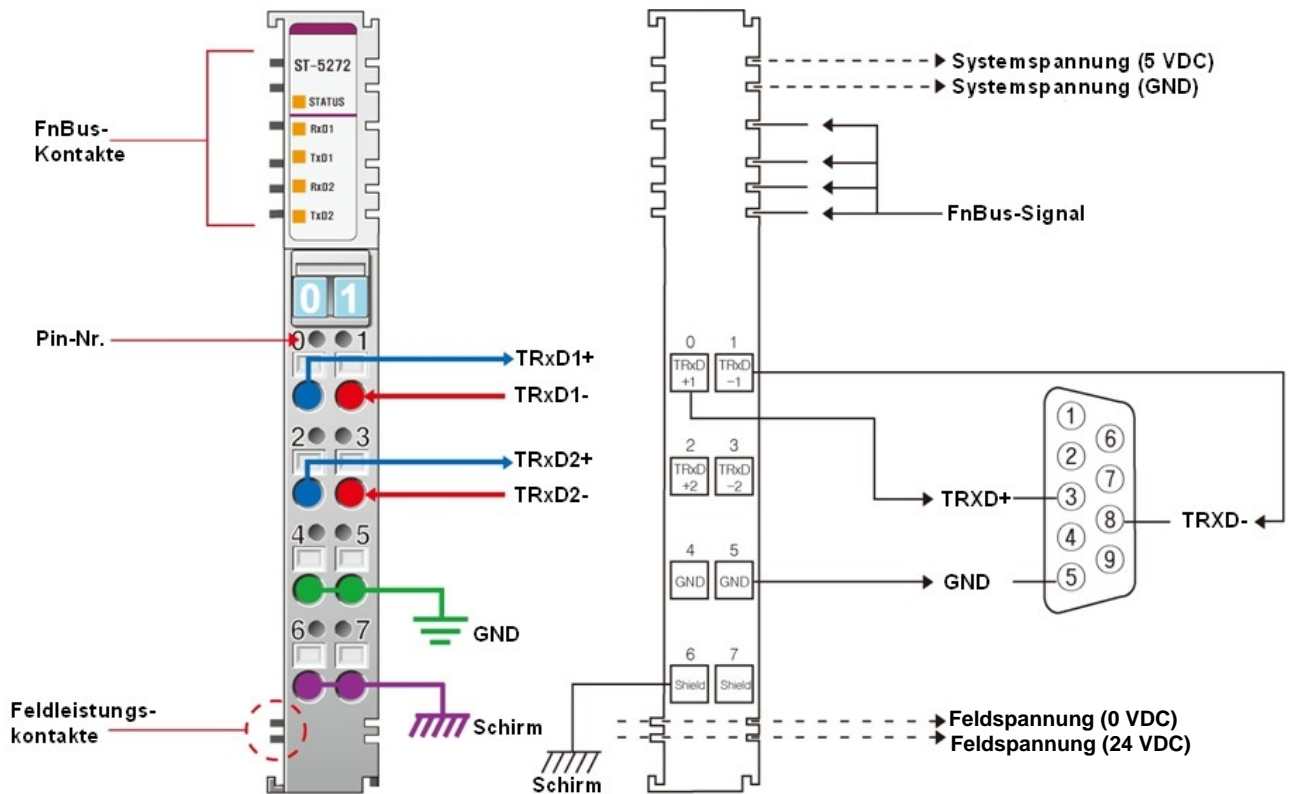 ST-5272
STATUS
RxD1
TxD1
RxD2
TxD2
FnBus-
Kontakte
01
Pin-Nr.
0 1
TRxD1+
TRxD1-
2 3
TRxD2+
TRxD2-
4 5
GND
6 7
Feldleistungs-
kontakte
Schirm
Systemspannung (5 VDC)
Systemspannung (GND)
FnBus-Signal
0 1
TRxD
+1
TRxD
-1
2 3
TRxD
+2
TRxD
-2
4 5
GND GND
6 7
Shield Shield
Schirm
TRXD+
GND
1
2
3
4
5
6
7
8
9
TRXD-
Feldspannung (0 VDC)
Feldspannung (24 VDC)